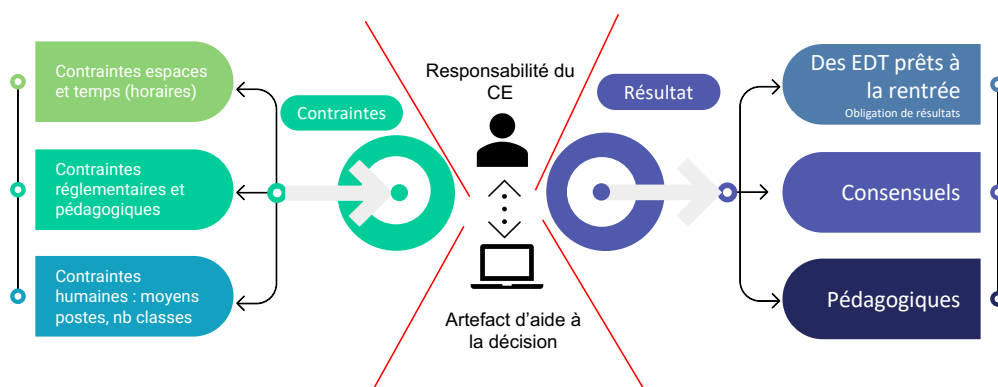 Contraintes espaces
et temps (horaires)
Contraintes
réglementaires et
pédagogiques
Contraintes
humaines : moyens
postes, nb classes
Contraintes
Responsabilité du
CE
Artefact d’aide à
la décision
Résultat
Des EDT prêts à
la rentrée
Obligation de résultats
Consensuels
Pédagogiques